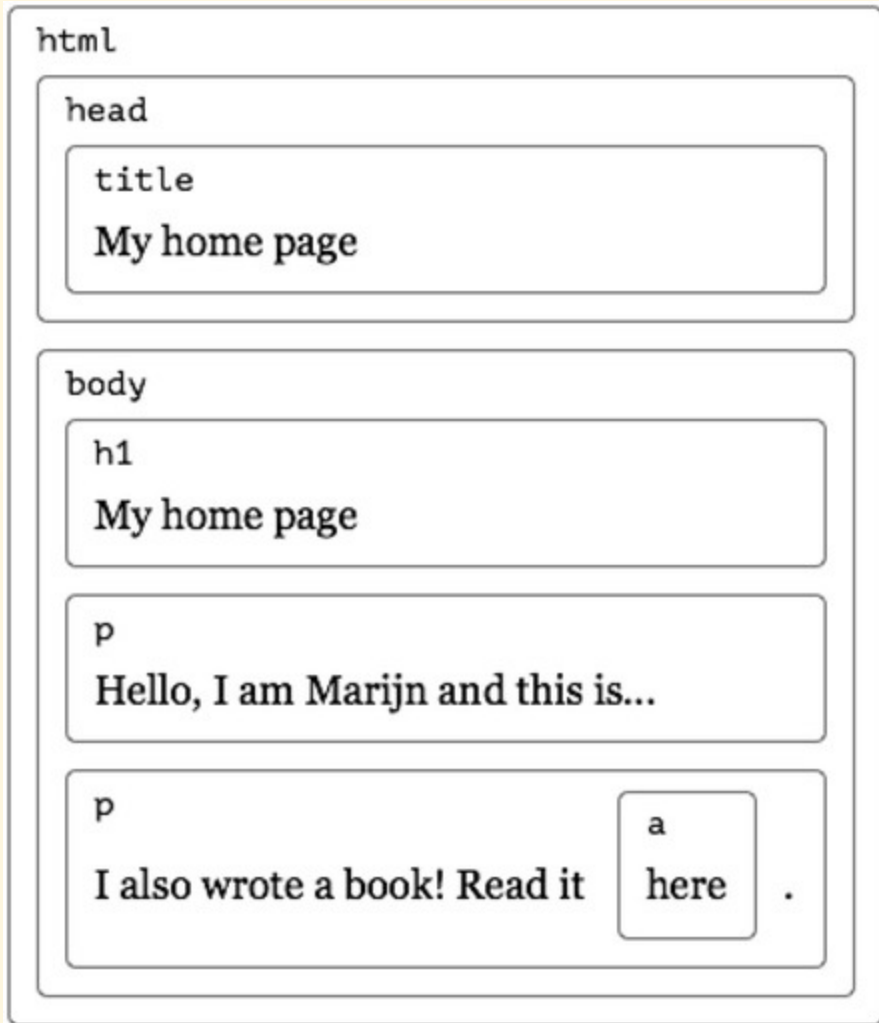 html
head
title
My home page
body
h1
My home page
p
Hello, I am Marijn and this is...
p
a
I also wrote a book! Read it here .